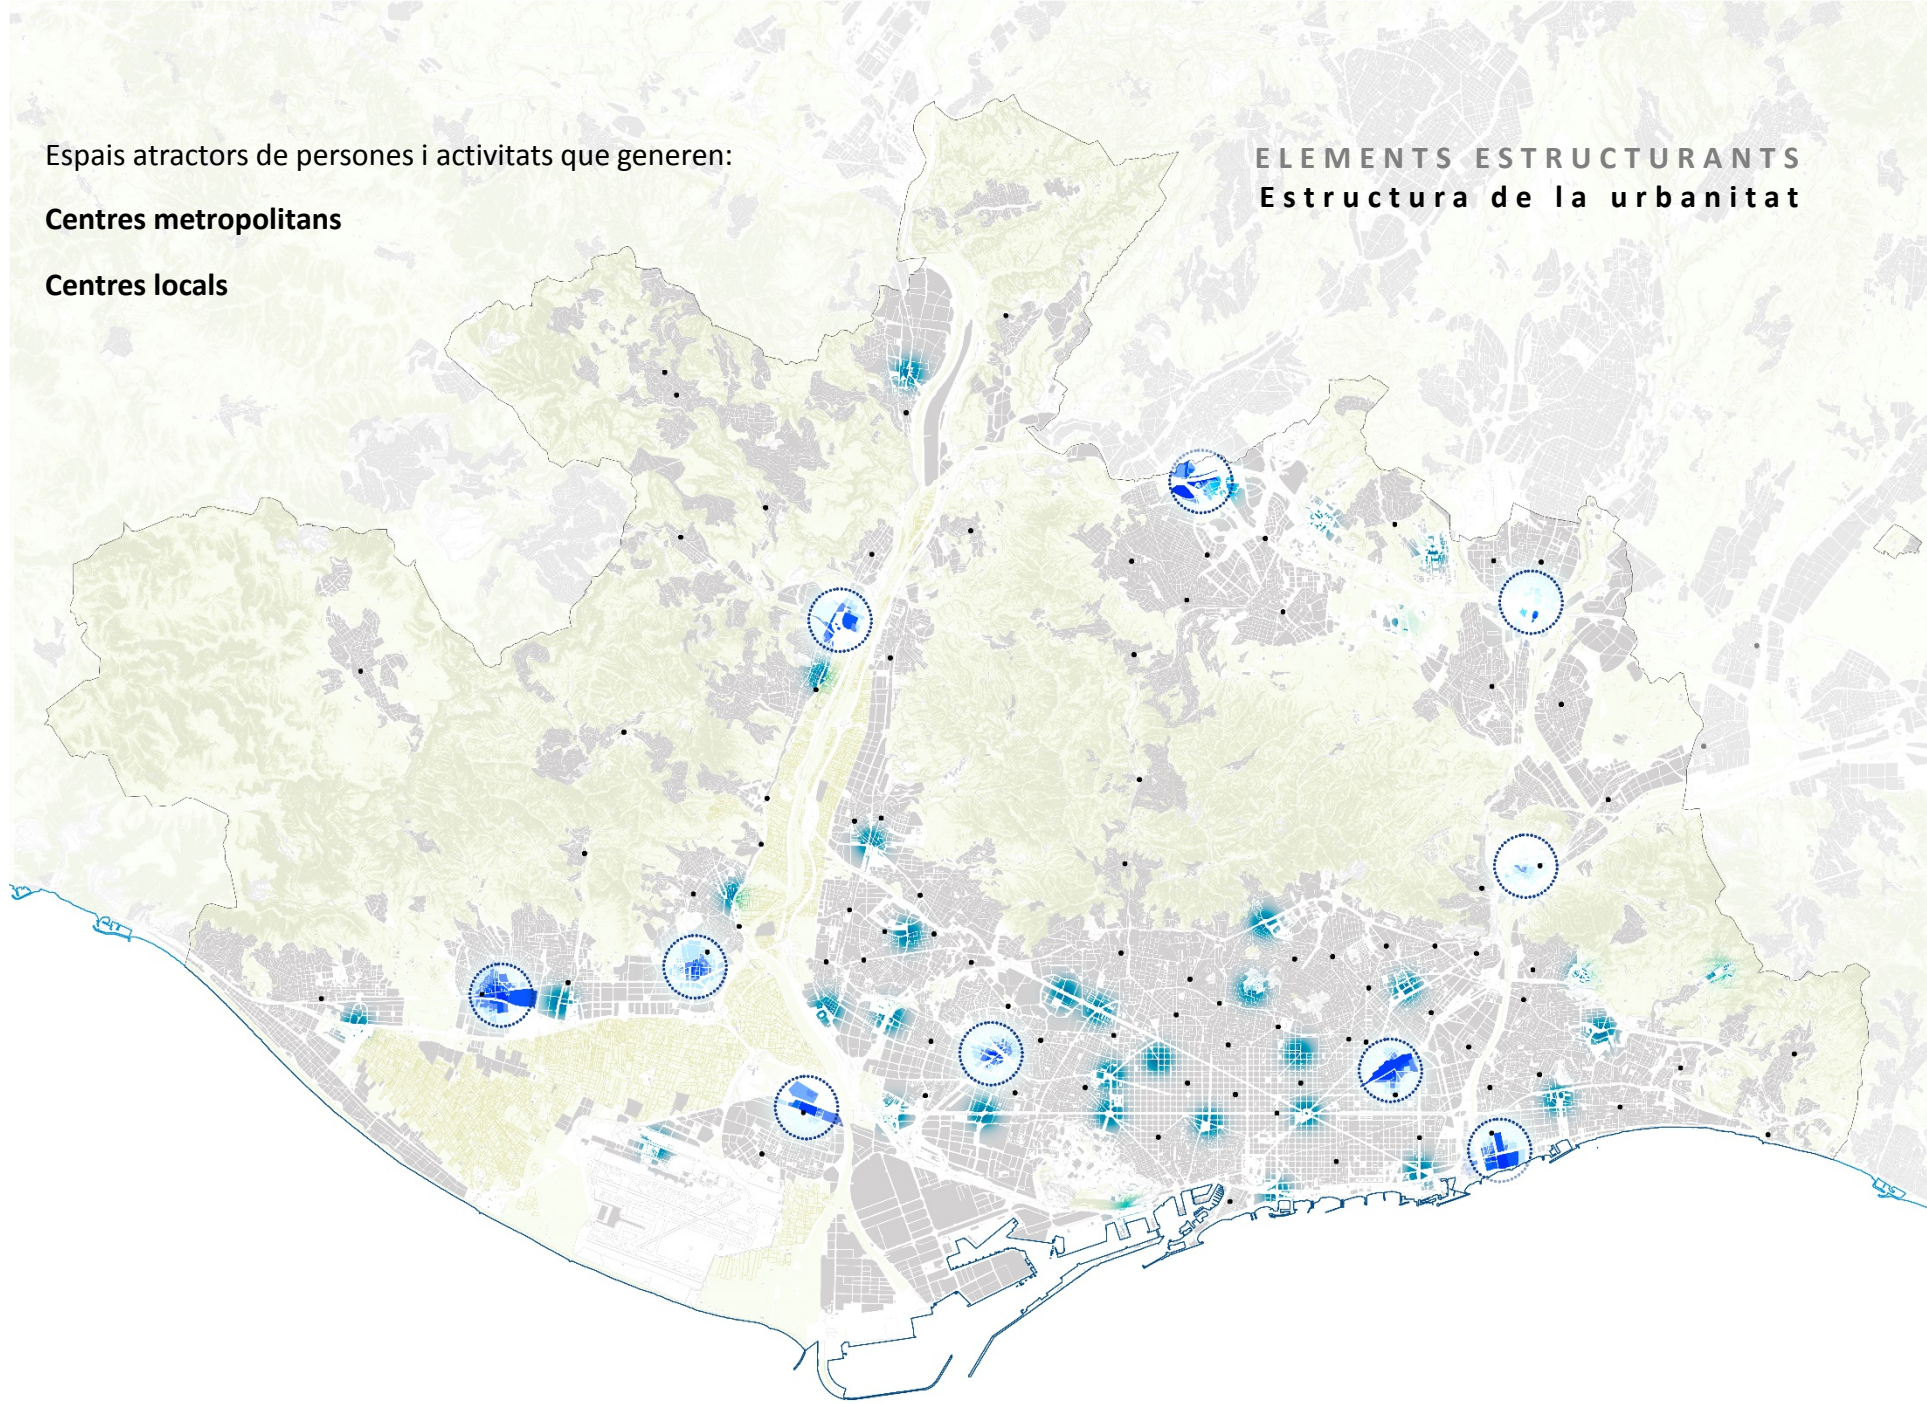 Espais atractors de persones i activitats que generen:
Centres metropolitans
Centres locals
ELEMENTS ESTRUCTURANTS
Estructura de la urbanitat